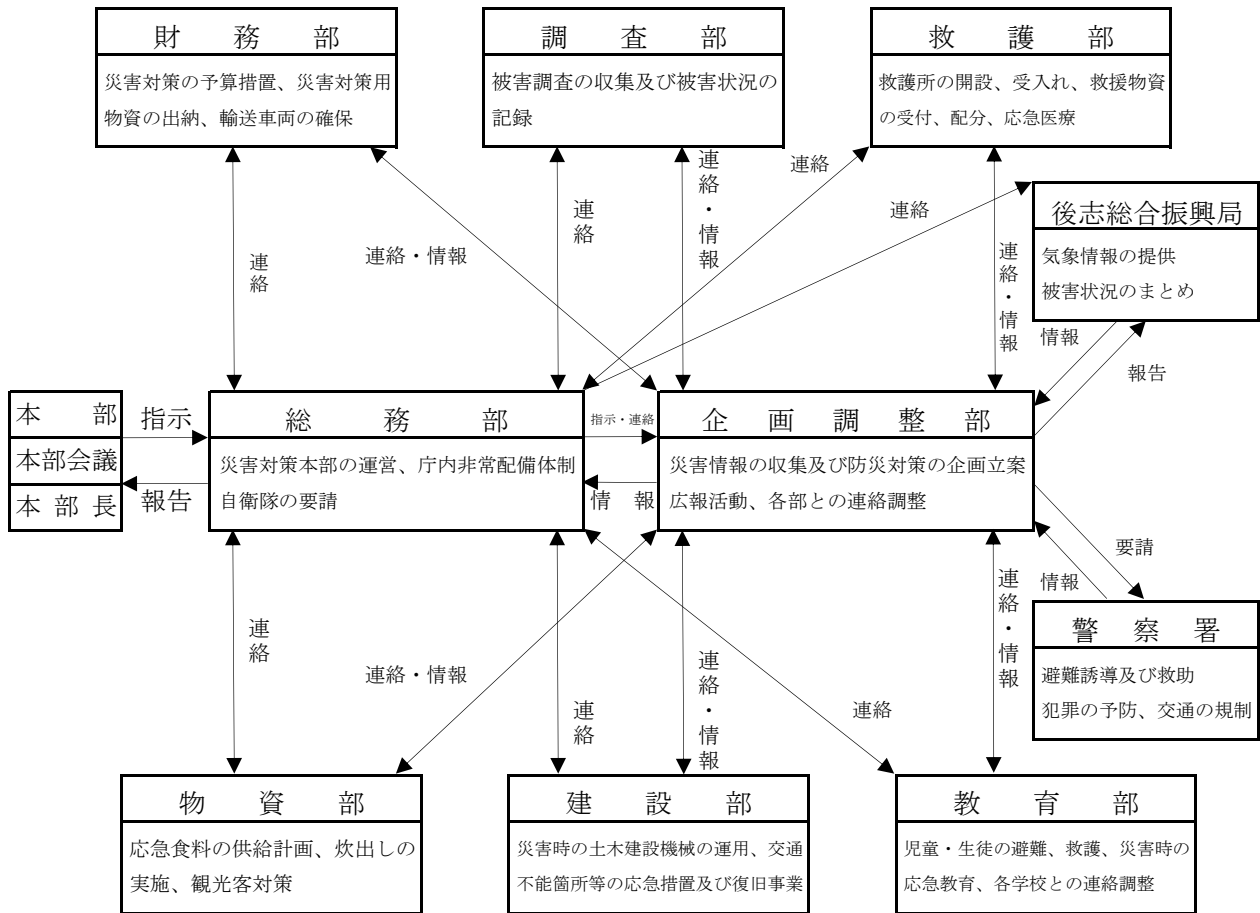 財務部
災害対策の予算措置、災害対策用
物資の出納、輸送車両の確保
調査部
被害調査の収集及び被害状況の
記録
救護部
救護所の開設、受入れ、救援物資
の受付、配分、応急医療
連絡
連絡・情報
連絡
連絡・情報
連絡
連絡
連絡・情報
後志総合振興局
気象情報の提供
被害状況のまとめ
情報
報告
本部
本部会議
本部長
指示
報告
総務部
災害対策本部の運営、庁内非常配備体制
自衛隊の要請
指示・連絡
情報
企画調整部
災害情報の収集及び防災対策の企画立案
広報活動、各部との連絡調整
要請
情報
警察署
避難誘導及び救助
犯罪の予防、交通の規制
連絡
連絡・情報
連絡
連絡・情報
連絡
連絡・情報
物資部
応急食料の供給計画、炊出しの
実施、観光客対策
建設部
災害時の土木建設機械の運用、交通
不能箇所等の応急措置及び復旧事業
教育部
児童・生徒の避難、救護、災害時の
応急教育、各学校との連絡調整